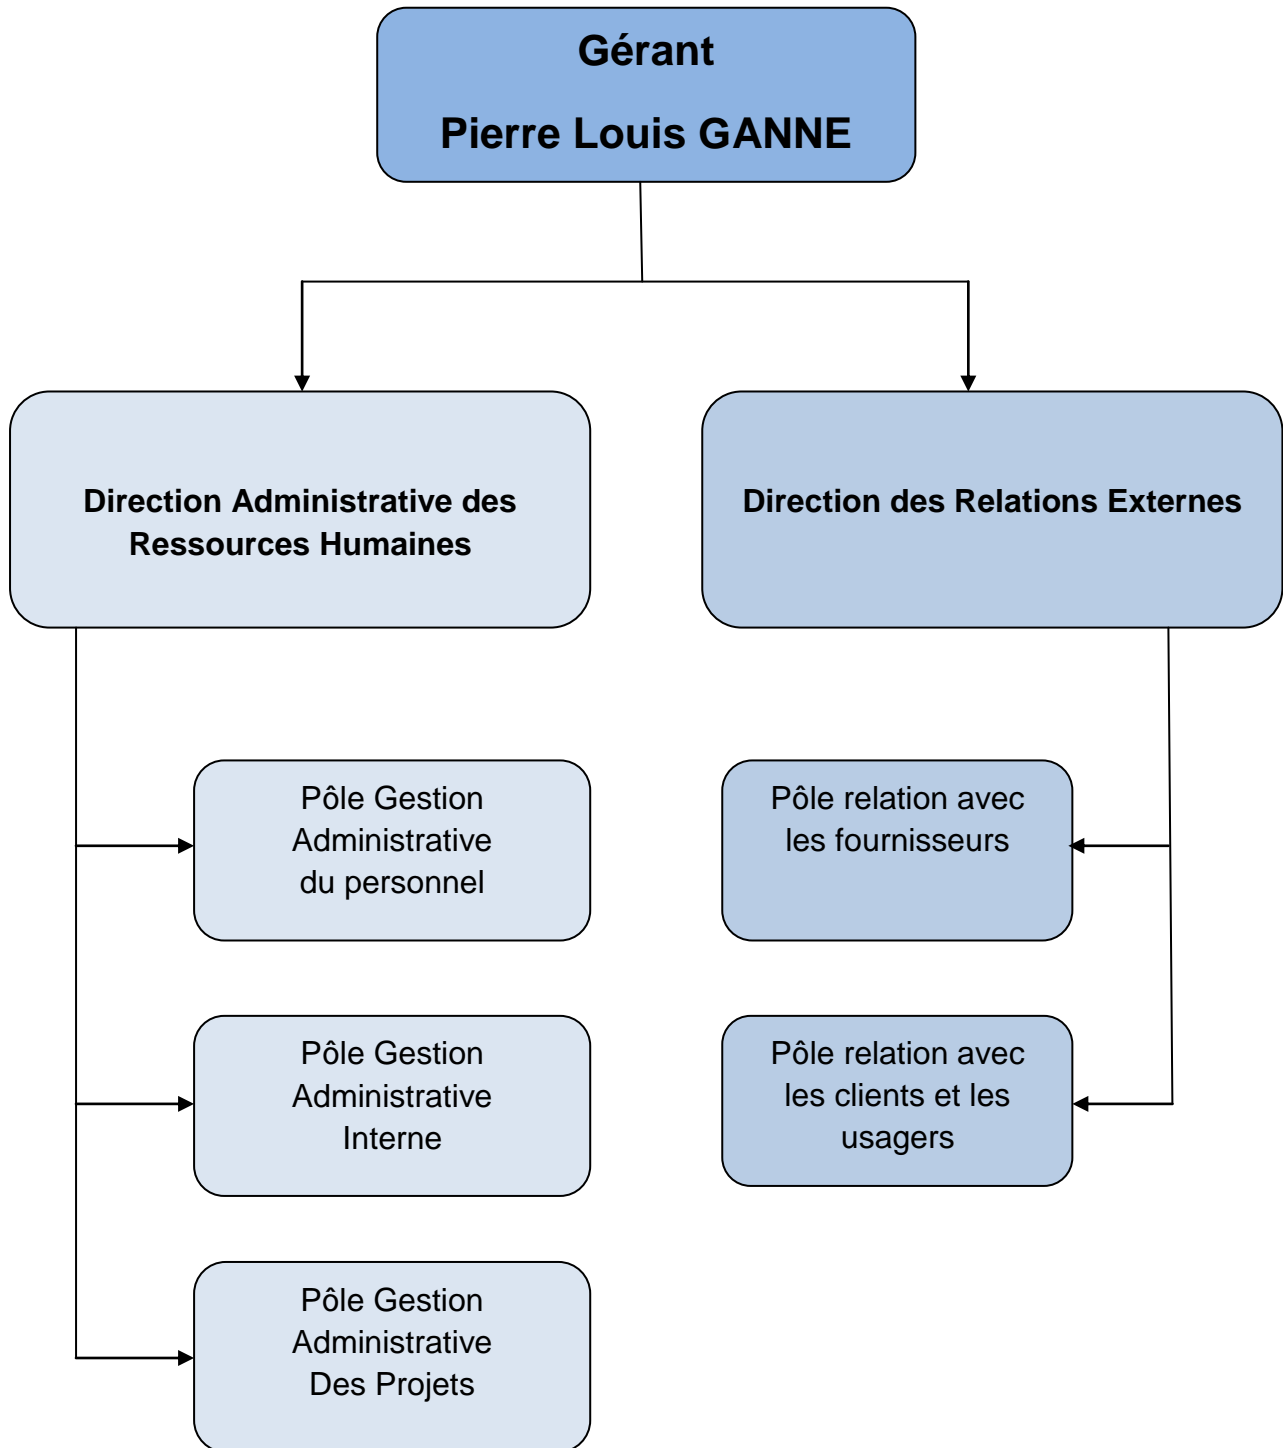 Gérant
Pierre Louis GANNE
Direction Administrative des
Ressources Humaines
Direction des Relations Externes
Pôle Gestion
Administrative
du personnel
Pôle relation avec
les fournisseurs
Pôle Gestion
Administrative
Interne
Pôle relation avec
les clients et les
usagers
Pôle Gestion
Administrative
Des Projets